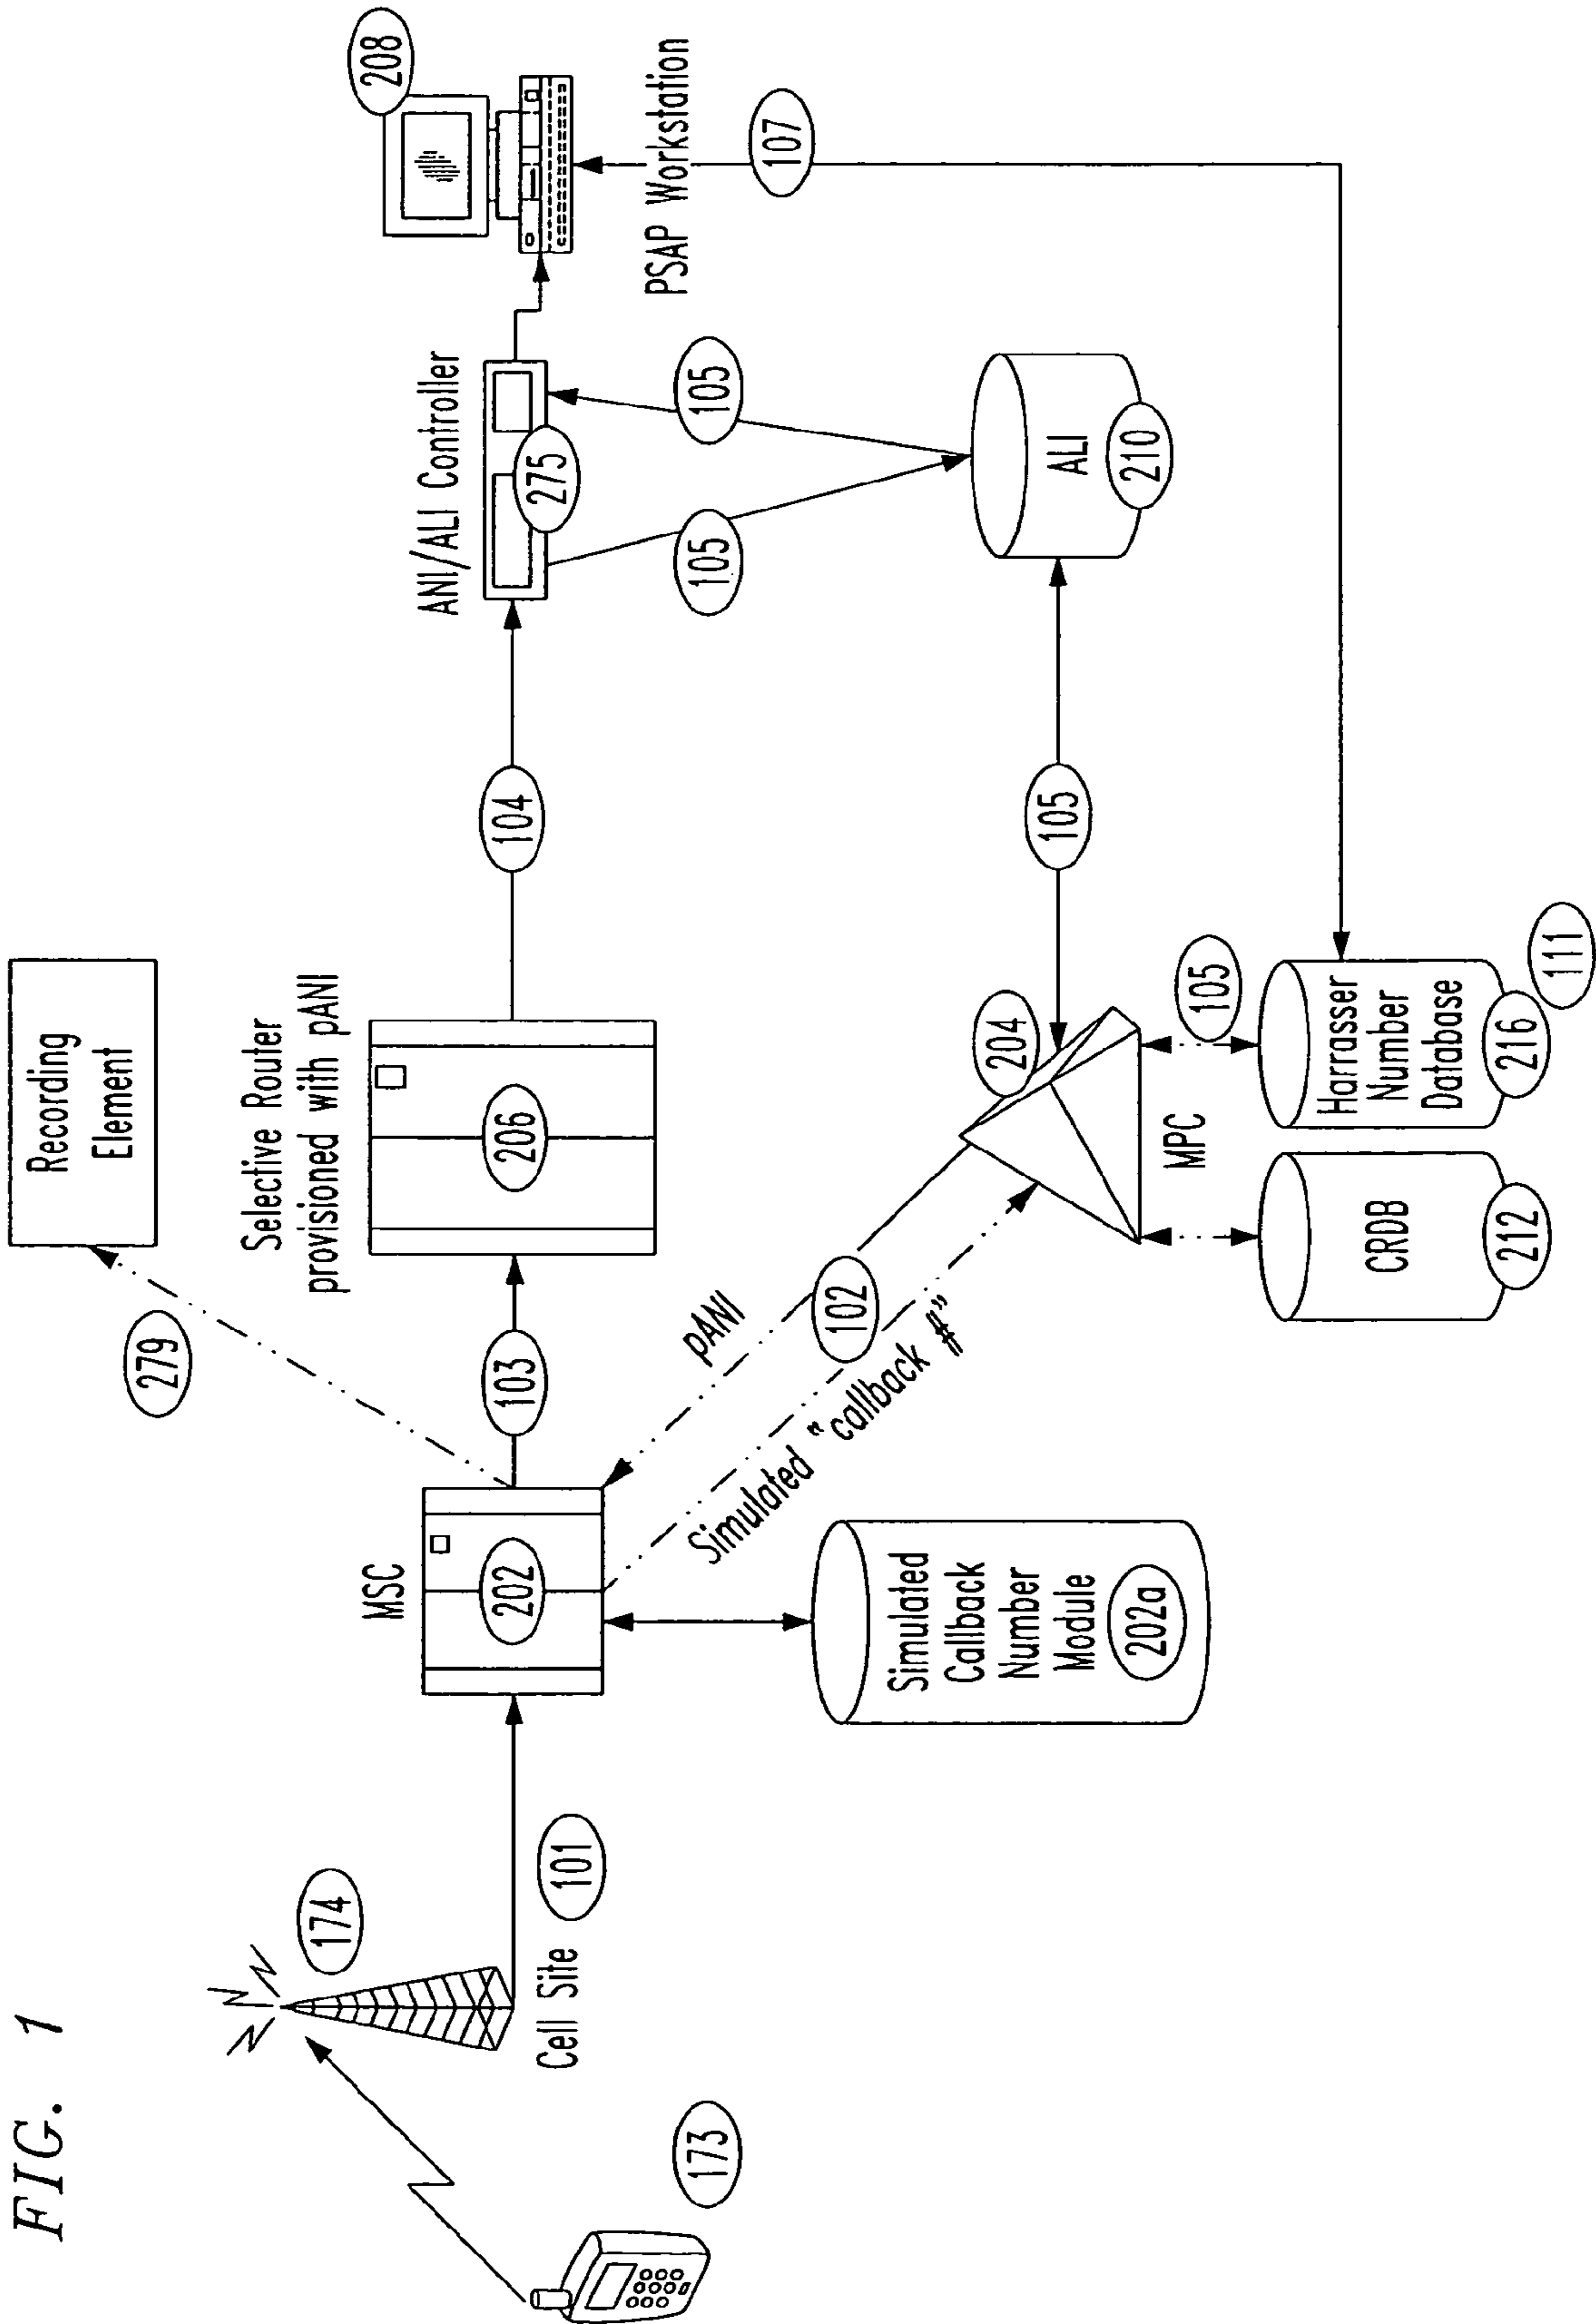 FIG. 1
173
174
Cell Site
101
MSC
202
Simulated
Callback
Number
Module
202a
279
Recording
Element
103
Selective Router
provisioned with pANI
206
pANI
102
Simulated " callback #"
204
MPC
CRDB
212
105
Harrasser
Number
Database
216
111
104
105
ANI/ALI Controller
275
105
105
ALI
210
208
PSAP Workstation
107